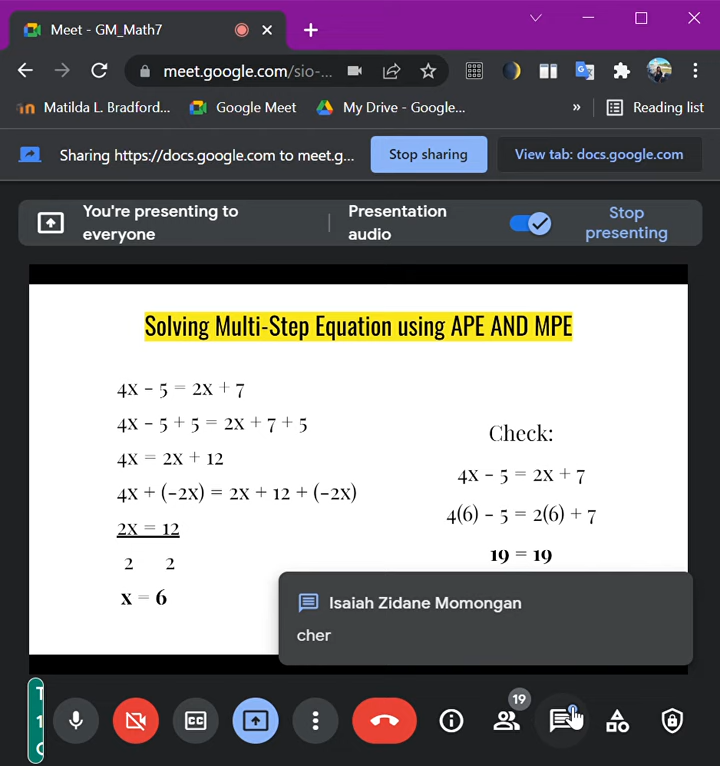 Meet - GM_Math7
meet.google.com/sio-...
Matilda L. Bradford...
Google Meet
My Drive - Google...
»
Reading list
Sharing https://docs.google.com to meet.g...
Stop sharing
View tab: docs.google.com
You're presenting to everyone
Presentation audio
Stop presenting
Solving Multi-Step Equation using APE AND MPE
4x - 5 = 2x + 7
4x - 5 + 5 = 2x + 7 + 5
4x = 2x + 12
4x + (-2x) = 2x + 12 + (-2x)
2x = 12
2 2
x = 6
Check:
4x - 5 = 2x + 7
4(6) - 5 = 2(6) + 7
19 = 19
Isaiah Zidane Momongan
cher
CC
19